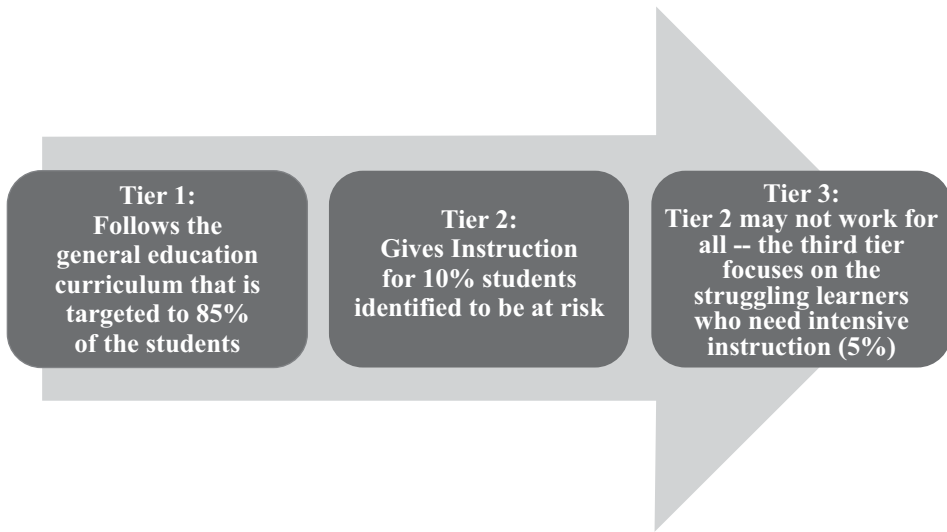 Tier 1:
Follows the
general education
curriculum that is
targeted to 85%
of the students
Tier 2:
Gives Instruction
for 10% students
identified to be at risk
Tier 3:
Tier 2 may not work for
all -- the third tier
focuses on the
struggling learners
who need intensive
instruction (5%)